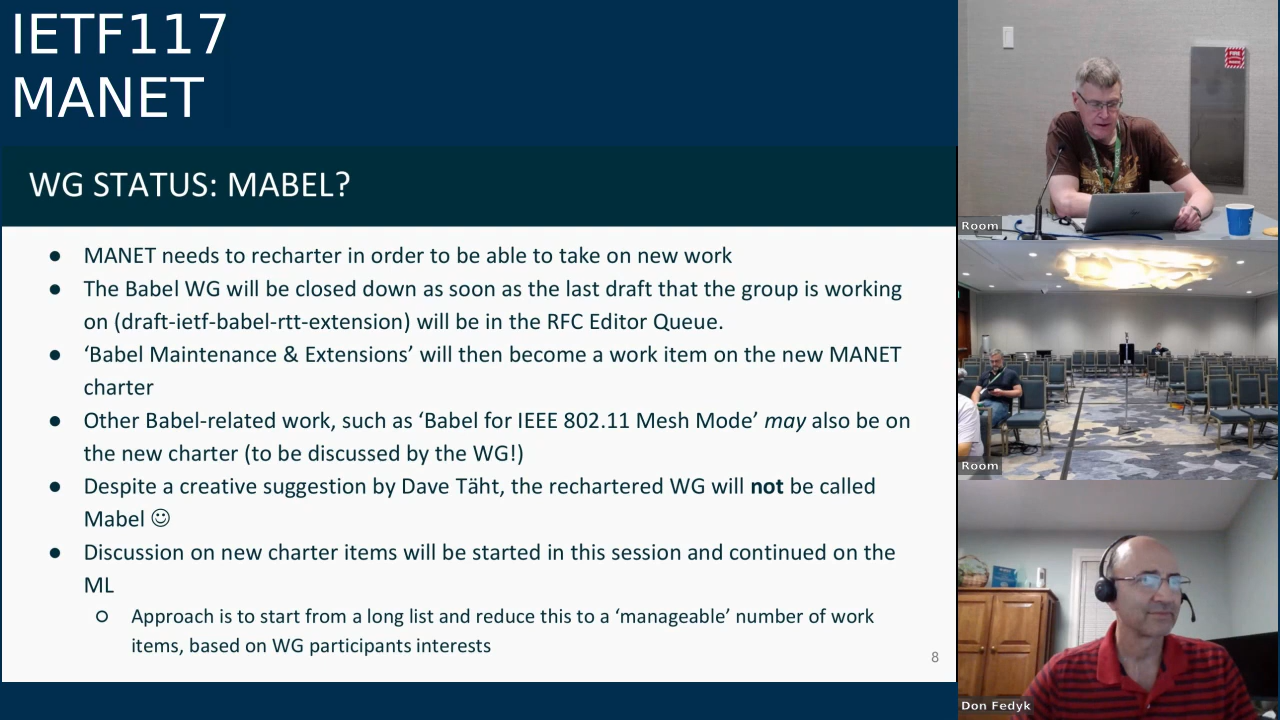 IETF117
MANET
WG STATUS: MABEL?
● MANET needs to recharter in order to be able to take on new work
● The Babel WG will be closed down as soon as the last draft that the group is working
on (draft-ietf-babel-rtt-extension) will be in the RFC Editor Queue.
● ‘Babel Maintenance & Extensions’ will then become a work item on the new MANET
charter
● Other Babel-related work, such as ‘Babel for IEEE 802.11 Mesh Mode’ may also be on
the new charter (to be discussed by the WG!)
● Despite a creative suggestion by Dave Täht, the rechartered WG will not be called
Mabel ☺
● Discussion on new charter items will be started in this session and continued on the
ML
○ Approach is to start from a long list and reduce this to a ‘manageable’ number of work
items, based on WG participants interests
8
Room
Room
Don Fedyk